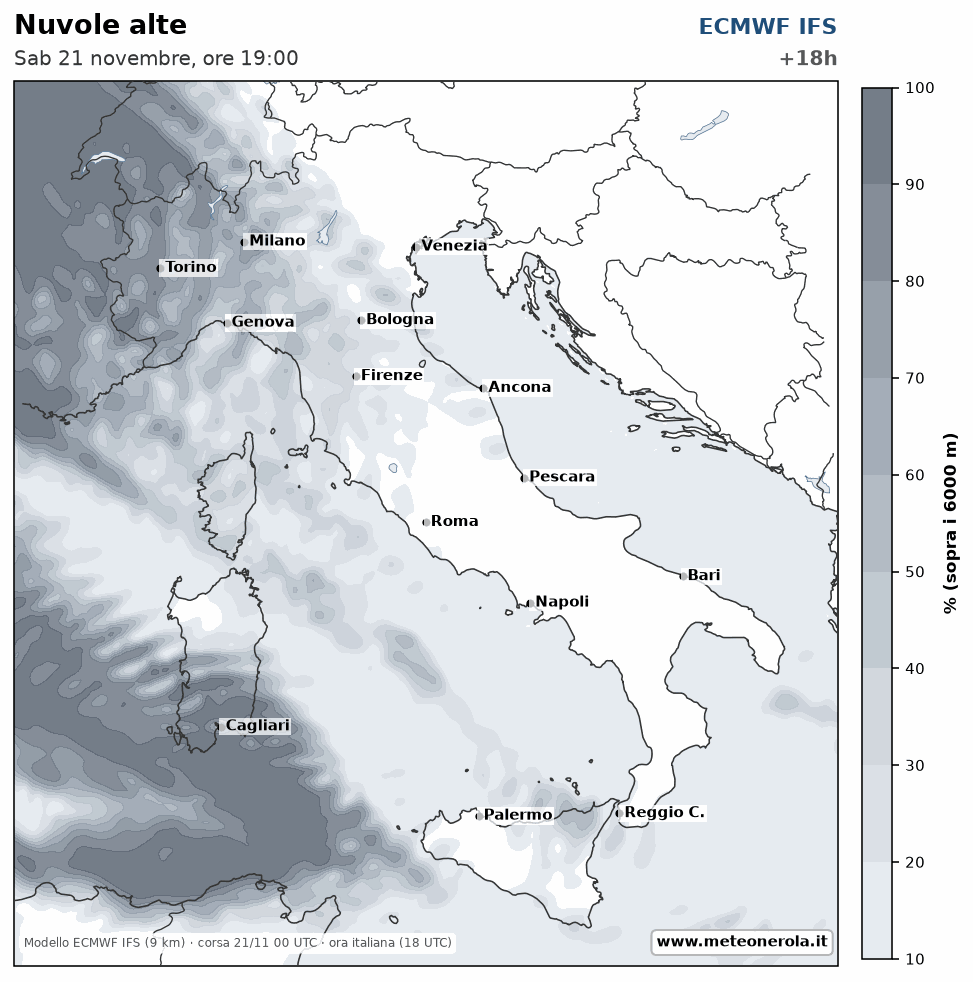 Nuvole alte
ECMWF IFS
Sab 21 novembre, ore 19:00
+18h
Milano
Venezia
Torino
Genova
Bologna
Firenze
Ancona
Pescara
Roma
Bari
Napoli
Cagliari
Palermo
Reggio C.
Modello ECMWF IFS (9 km) · corsa 21/11 00 UTC · ora italiana (18 UTC)
www.meteonerola.it
100
90
80
70
60
50
40
30
20
10
% (sopra i 6000 m)